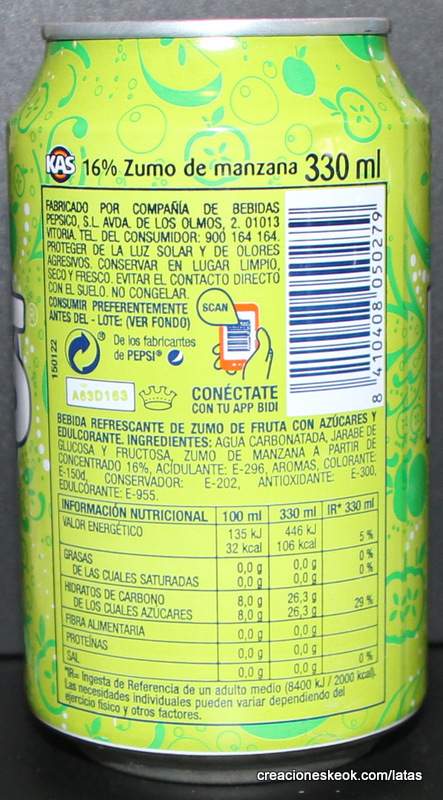 KAS 16% Zumo de manzana 330 ml
FABRICADO POR COMPAÑÍA DE BEBIDAS
PEPSICO, S.L. AVDA. DE LOS OLMOS, 2. 01013
VITORIA. TEL. DEL CONSUMIDOR: 900 164 164.
PROTEGER DE LA LUZ SOLAR Y DE OLORES
AGRESIVOS. CONSERVAR EN LUGAR LIMPIO,
SECO Y FRESCO. EVITAR EL CONTACTO DIRECTO
CON EL SUELO. NO CONGELAR.
CONSUMIR PREFERENTEMENTE
ANTES DEL - LOTE: (VER FONDO)
SCAN
De los fabricantes
de PEPSI®
150122
A63D163
CONÉCTATE
CON TU APP BIDI
8 410408 050279
BEBIDA REFRESCANTE DE ZUMO DE FRUTA CON AZÚCARES Y
EDULCORANTE. INGREDIENTES: AGUA CARBONATADA, JARABE DE
GLUCOSA Y FRUCTOSA, ZUMO DE MANZANA A PARTIR DE
CONCENTRADO 16%, ACIDULANTE: E-296, AROMAS, COLORANTE:
E-150d, CONSERVADOR: E-202, ANTIOXIDANTE: E-300,
EDULCORANTE: E-955.
INFORMACIÓN NUTRICIONAL 100 ml 330 ml IR* 330 ml
VALOR ENERGÉTICO 135 kJ 446 kJ
32 kcal 106 kcal 5 %
GRASAS 0,0 g 0,0 g 0 %
DE LAS CUALES SATURADAS 0,0 g 0,0 g 0 %
HIDRATOS DE CARBONO 8,0 g 26,3 g
DE LOS CUALES AZÚCARES 8,0 g 26,3 g 29 %
FIBRA ALIMENTARIA 0,0 g 0,0 g
PROTEÍNAS 0,0 g 0,0 g
SAL 0,0 g 0,0 g 0 %
*IR= Ingesta de Referencia de un adulto medio (8400 kJ / 2000 kcal).
Las necesidades individuales pueden variar dependiendo del
ejercicio físico y otros factores.
creacioneskeok.com/latas